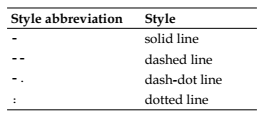 Style abbreviation Style
- solid line
-- dashed line
-. dash-dot line
: dotted line